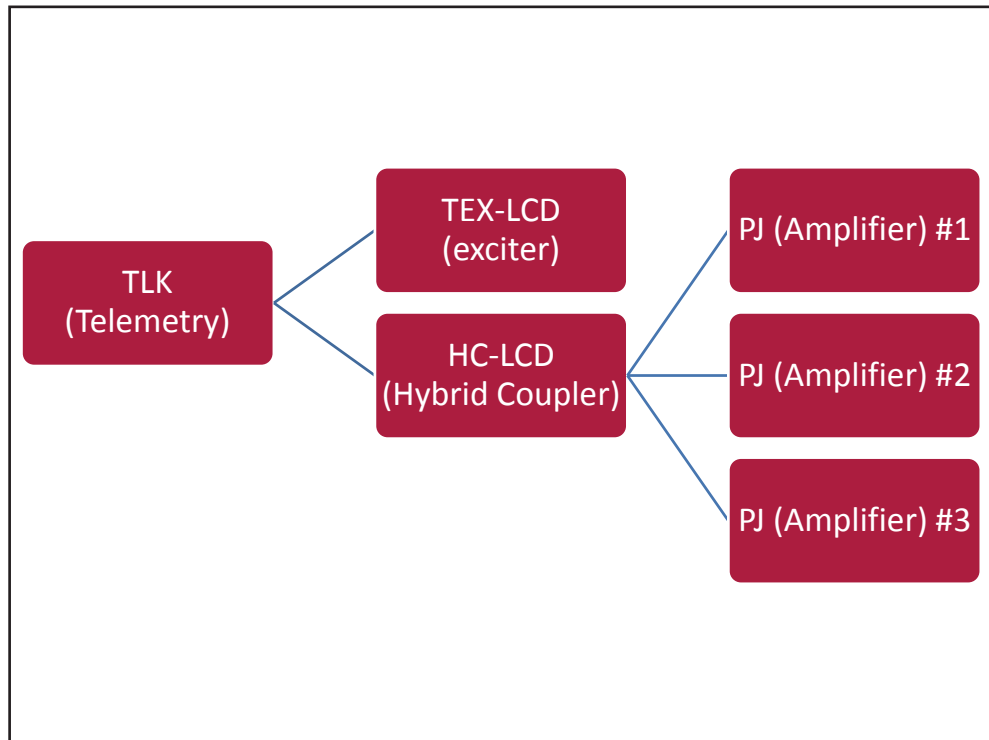 TLK
(Telemetry)
TEX-LCD
(exciter)
HC-LCD
(Hybrid Coupler)
PJ (Amplifier) #1
PJ (Amplifier) #2
PJ (Amplifier) #3